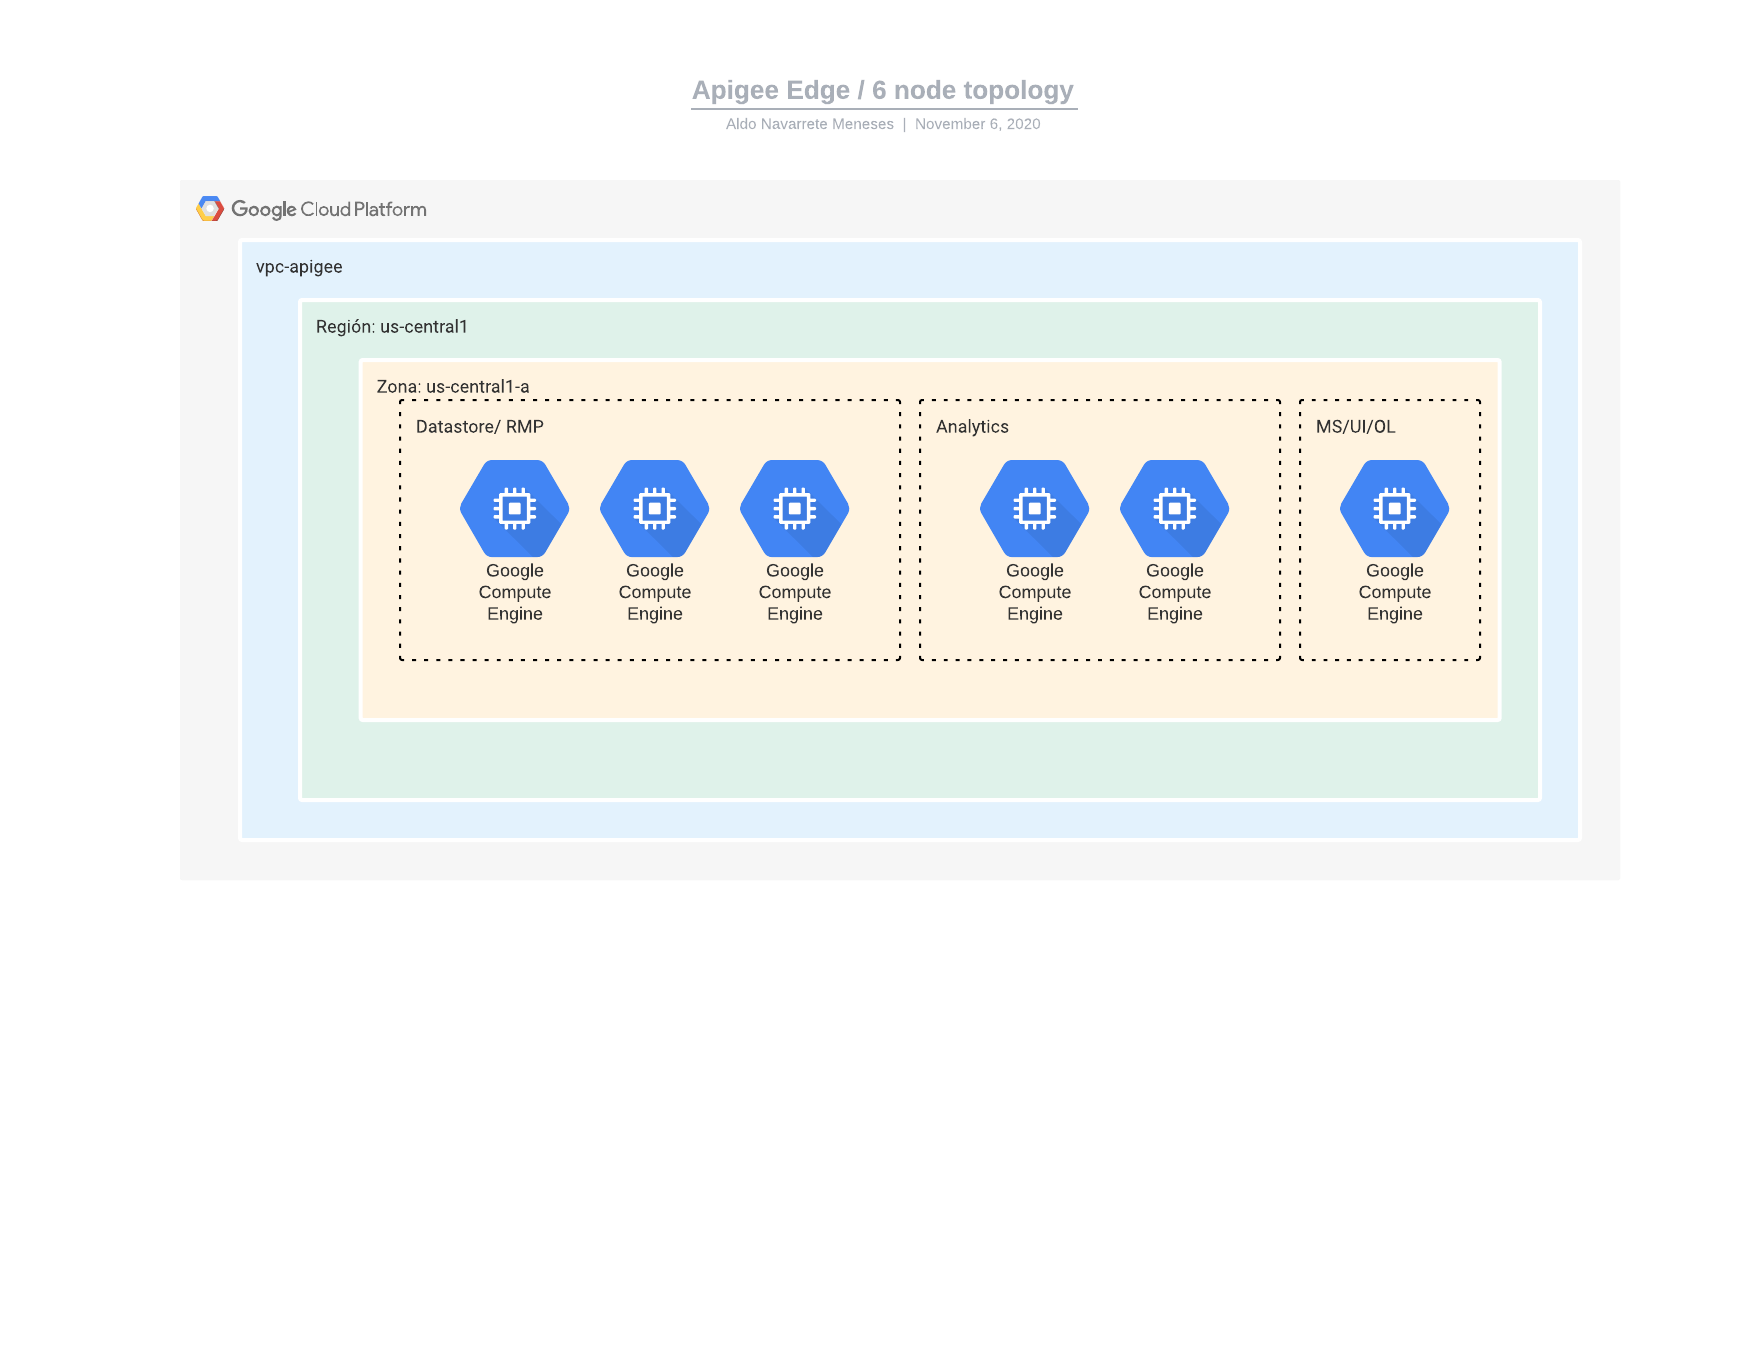 Apigee Edge / 6 node topology
Aldo Navarrete Meneses | November 6, 2020
Google Cloud Platform
vpc-apigee
Región: us-central1
Zona: us-central1-a
Datastore/ RMP
Google
Compute
Engine
Google
Compute
Engine
Google
Compute
Engine
Analytics
Google
Compute
Engine
Google
Compute
Engine
MS/UI/OL
Google
Compute
Engine